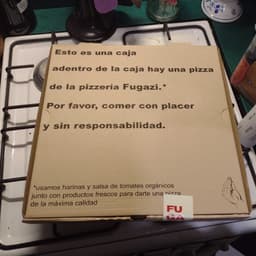 Esto es una caja
adentro de la caja hay una pizza
de la pizzería Fugazi.*
Por favor, comer con placer
y sin responsabilidad.
*usamos harinas y salsa de tomates orgánicos
junto con productos frescos para darte una pizza
de la máxima calidad
FU